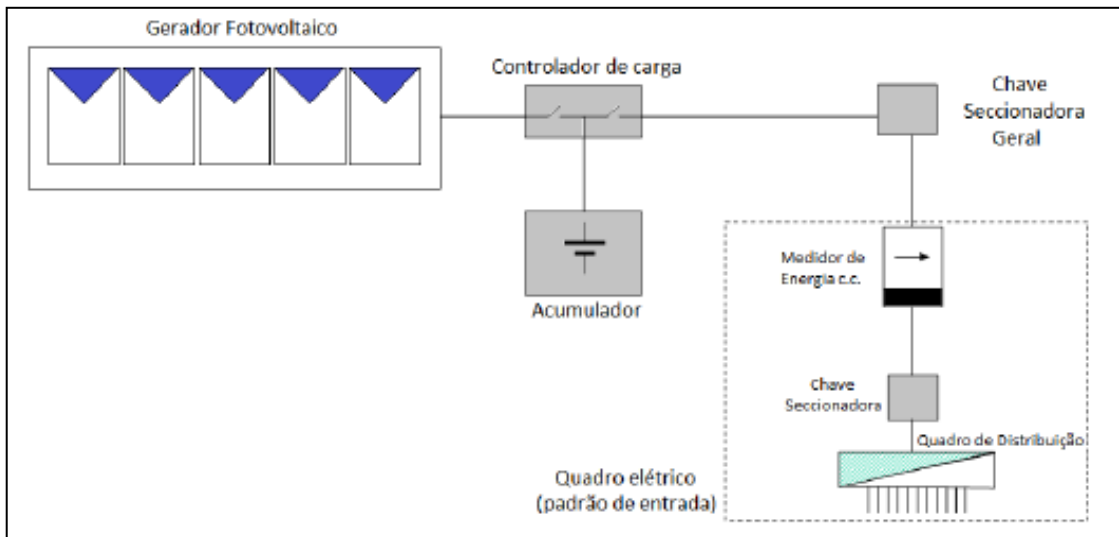 Gerador Fotovoltaico
Controlador de carga
Chave
Seccionadora
Geral
Acumulador
Medidor de
Energia c.c.
Chave
Seccionadora
Quadro de Distribuição
Quadro elétrico
(padrão de entrada)